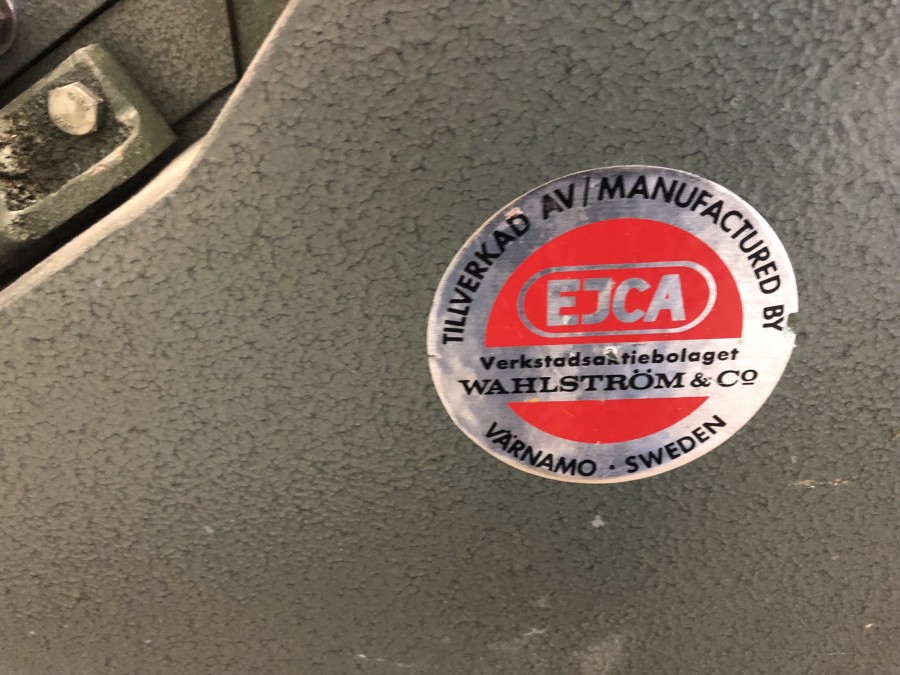 TILLVERKAD AV/MANUFACTURED BY
EJCA
Verkstadsaktiebolaget
WAHLSTRÖM & Co
VÄRNAMO · SWEDEN